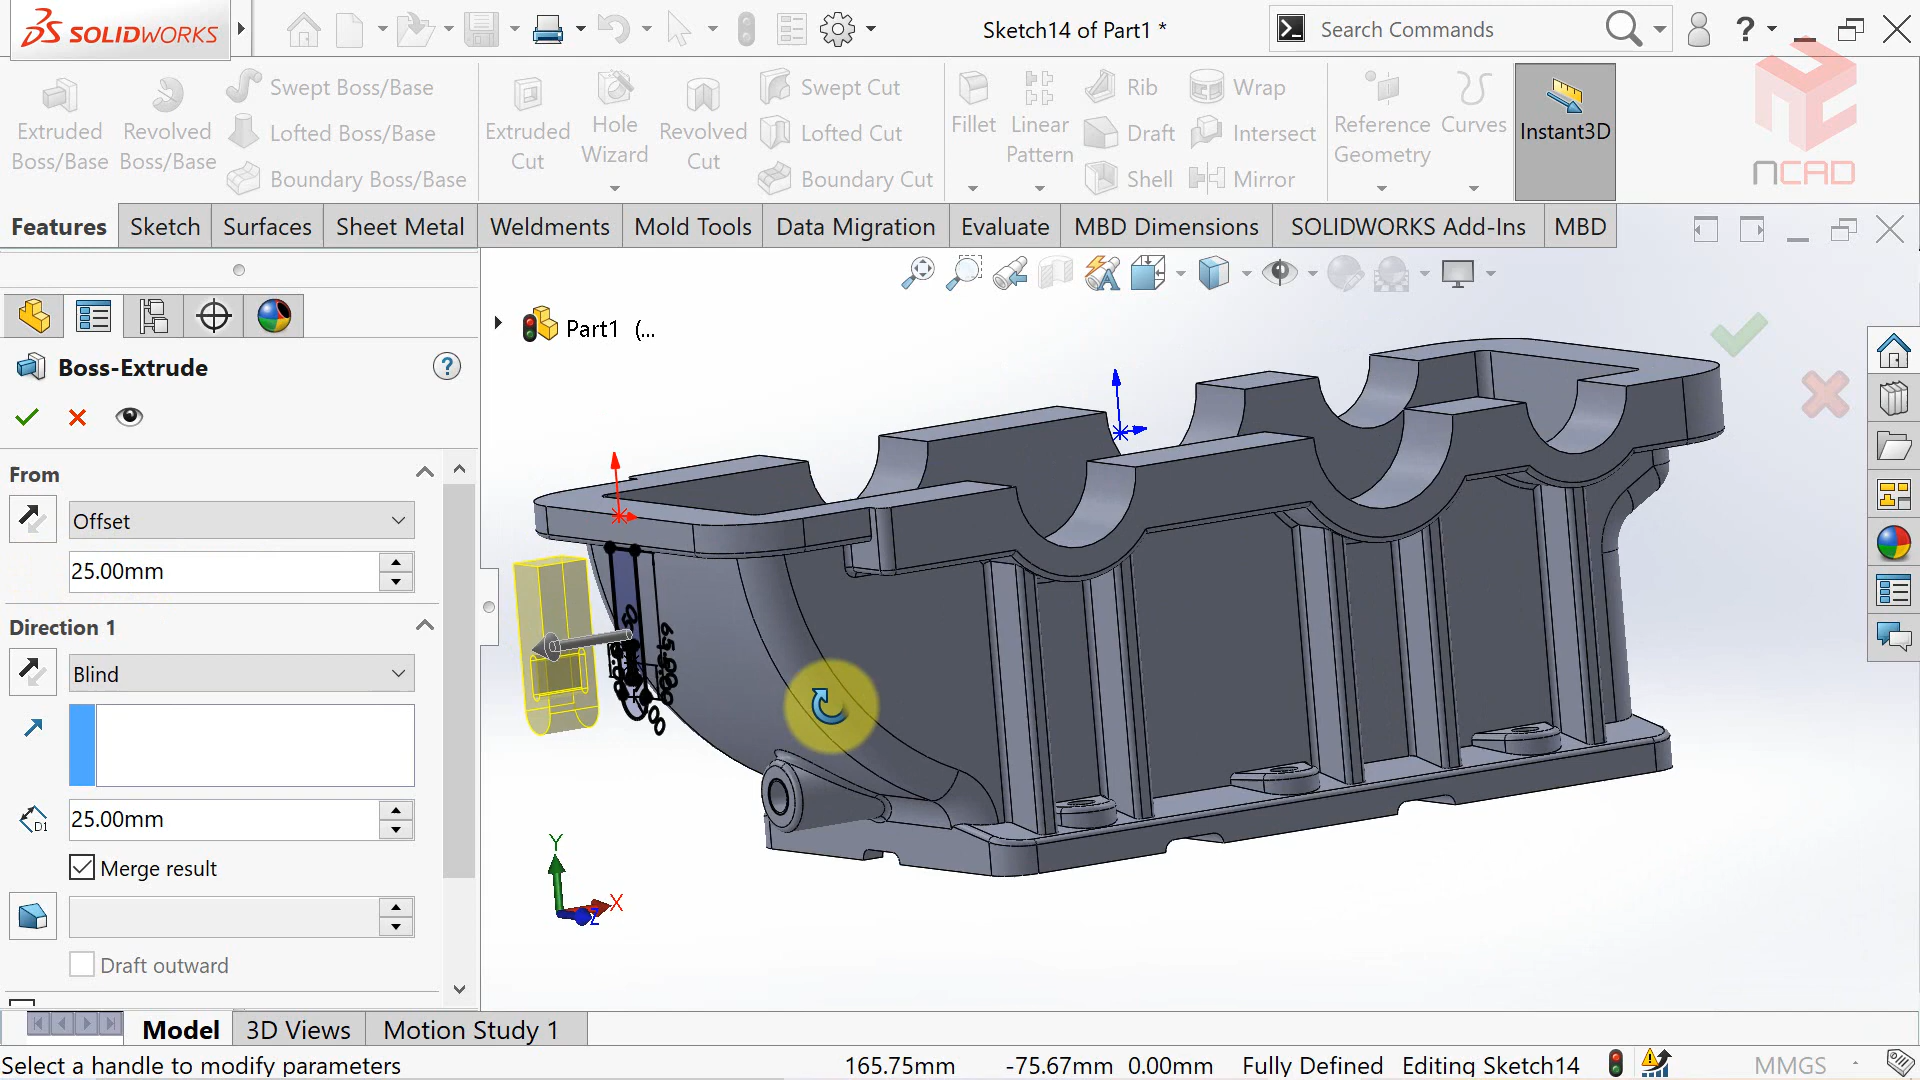 SOLIDWORKS
Sketch14 of Part1 *
Search Commands
?
Extruded Boss/Base
Revolved Boss/Base
Swept Boss/Base
Lofted Boss/Base
Boundary Boss/Base
Extruded Cut
Hole Wizard
Revolved Cut
Swept Cut
Lofted Cut
Boundary Cut
Fillet
Linear Pattern
Rib
Draft
Shell
Wrap
Intersect
Mirror
Reference Geometry
Curves
Instant3D
NCAD
Features
Sketch
Surfaces
Sheet Metal
Weldments
Mold Tools
Data Migration
Evaluate
MBD Dimensions
SOLIDWORKS Add-Ins
MBD
Part1 (...
Boss-Extrude
?
From
Offset
25.00mm
Direction 1
Blind
D1
25.00mm
Merge result
Draft outward
Y
X
Z
Model
3D Views
Motion Study 1
Select a handle to modify parameters
165.75mm
-75.67mm
0.00mm
Fully Defined
Editing Sketch14
MMGS